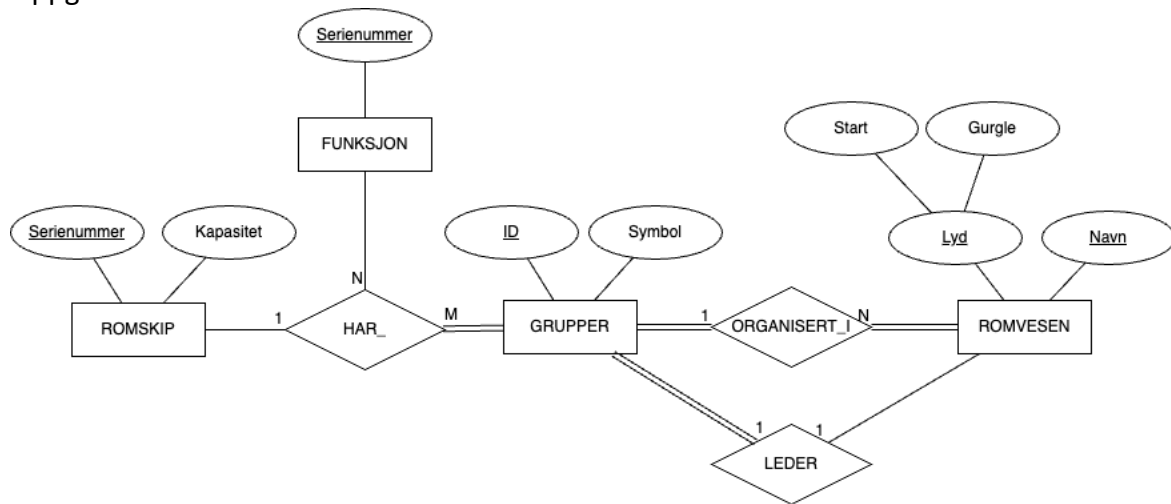 Serienummer
FUNKSJON
Start
Gurgle
Serienummer
Kapasitet
ID
Symbol
Lyd
Navn
N
ROMSKIP
1
HAR_
M
GRUPPER
1
ORGANISERT_I
N
ROMVESEN
1
1
LEDER